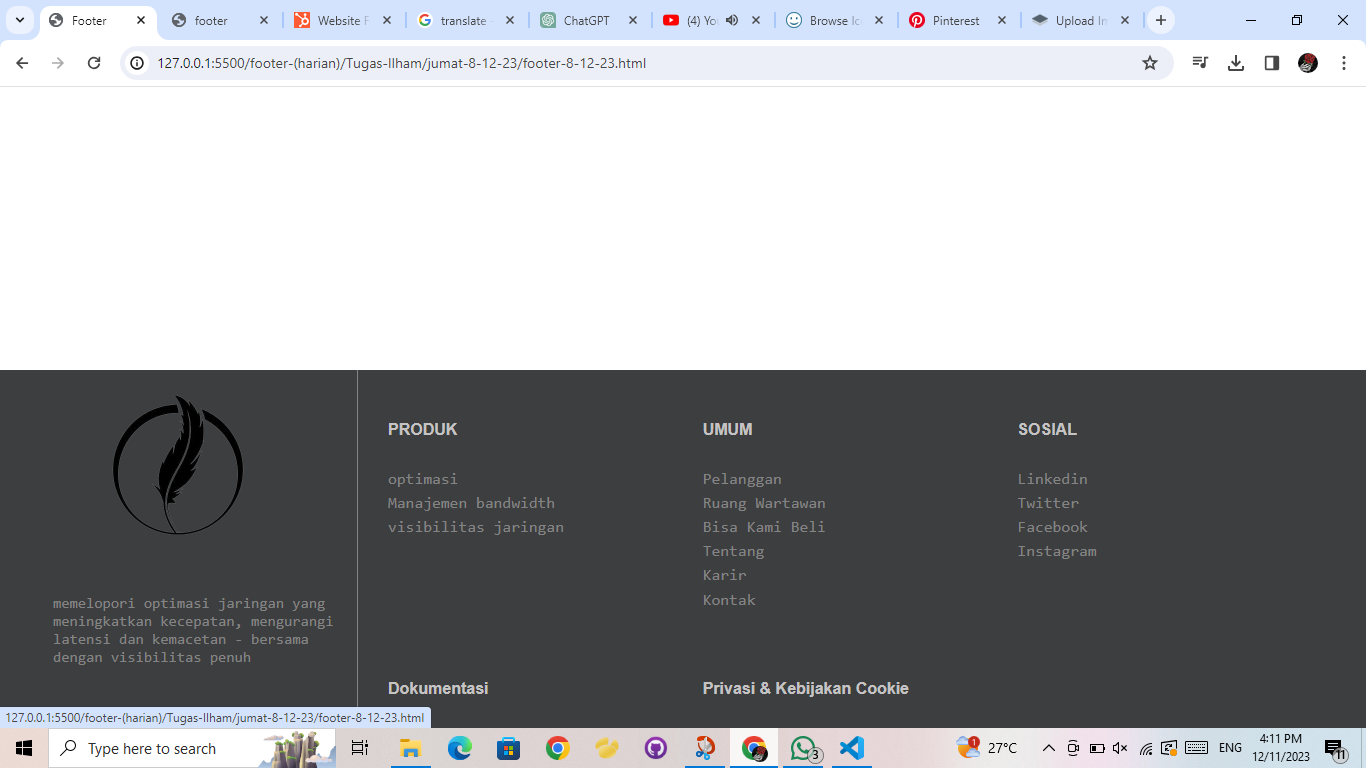 Footer
footer
Website F
translate -
ChatGPT
(4) You
Browse Ic
Pinterest
Upload Im
127.0.0.1:5500/footer-(harian)/Tugas-Ilham/jumat-8-12-23/footer-8-12-23.html
PRODUK
optimasi
Manajemen bandwidth
visibilitas jaringan
UMUM
Pelanggan
Ruang Wartawan
Bisa Kami Beli
Tentang
Karir
Kontak
SOSIAL
Linkedin
Twitter
Facebook
Instagram
memelopori optimasi jaringan yang
meningkatkan kecepatan, mengurangi
latensi dan kemacetan - bersama
dengan visibilitas penuh
Dokumentasi
Privasi & Kebijakan Cookie
127.0.0.1:5500/footer-(harian)/Tugas-Ilham/jumat-8-12-23/footer-8-12-23.html
Type here to search
3
1
27°C
ENG
4:11 PM
12/11/2023
11